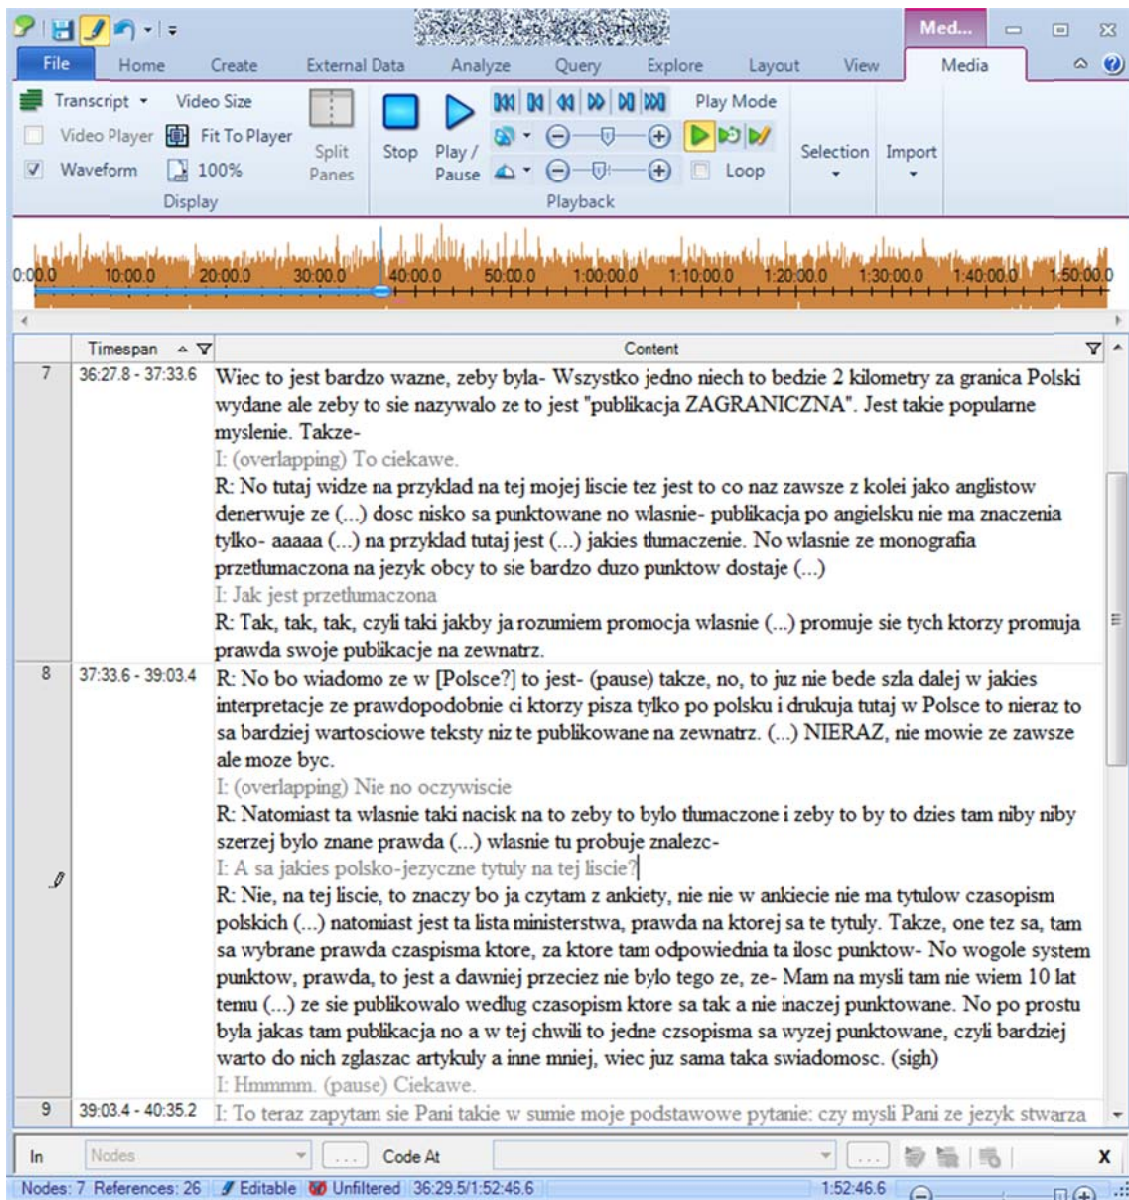 Med...
File Home Create External Data Analyze Query Explore Layout View Media
Transcript Video Size Play Mode
Video Player Fit To Player
Waveform 100% Split Panes Stop Play / Pause Loop Selection Import
Display Playback
0:00.0 10:00.0 20:00.0 30:00.0 40:00.0 50:00.0 1:00:00.0 1:10:00.0 1:20:00.0 1:30:00.0 1:40:00.0 1:50:00.0
Timespan Content
7 36:27.8 - 37:33.6 Wiec to jest bardzo wazne, zeby byla- Wszystko jedno niech to bedzie 2 kilometry za granica Polski
wydane ale zeby to sie nazywalo ze to jest "publikacja ZAGRANICZNA". Jest takie popularne
myslenie. Takze-
I: (overlapping) To ciekawe.
R: No tutaj widze na przyklad na tej mojej liscie tez jest to co naz zawsze z kolei jako anglistow
denerwuje ze (...) dosc nisko sa punktowane no wlasnie- publikacja po angielsku nie ma znaczenia
tylko- aaaaa (...) na przyklad tutaj jest (...) jakies tłumaczenie. No wlasnie ze monografia
przetłumaczona na jezyk obcy to sie bardzo duzo punktow dostaje (...)
I: Jak jest przetłumaczona
R: Tak, tak, tak, czyli taki jakby ja rozumiem promocja wlasnie (...) promuje sie tych ktorzy promuja
prawda swoje publikacje na zewnatrz.
8 37:33.6 - 39:03.4 R: No bo wiadomo ze w [Polsce?] to jest- (pause) takze, no, to juz nie bede szla dalej w jakies
interpretacje ze prawdopodobnie ci ktorzy pisza tylko po polsku i drukuja tutaj w Polsce to nieraz to
sa bardziej wartosciowe teksty niz te publikowane na zewnatrz. (...) NIERAZ, nie mowie ze zawsze
ale moze byc.
I: (overlapping) Nie no oczywiscie
R: Natomiast ta wlasnie taki nacisk na to zeby to bylo tłumaczone i zeby to by to dzies tam niby niby
szerzej bylo znane prawda (...) wlasnie tu probuje znalezc-
I: A sa jakies polsko-jezyczne tytuly na tej liscie?
R: Nie, na tej liscie, to znaczy bo ja czytam z ankiety, nie nie w ankiecie nie ma tytulow czasopism
polskich (...) natomiast jest ta lista ministerstwa, prawda na ktorej sa te tytuly. Takze, one tez sa, tam
sa wybrane prawda czaspisma ktore, za ktore tam odpowiednia ta ilosc punktow- No wogole system
punktow, prawda, to jest a dawniej przeciez nie bylo tego ze, ze- Mam na mysli tam nie wiem 10 lat
temu (...) ze sie publikowalo wedlug czasopism ktore sa tak a nie inaczej punktowane. No po prostu
byla jakas tam publikacja no a w tej chwili to jedne czsopisma sa wyzej punktowane, czyli bardziej
warto do nich zglaszac artykuly a inne mniej, wiec juz sama taka swiadomosc. (sigh)
I: Hmmmm. (pause) Ciekawe.
9 39:03.4 - 40:35.2 I: To teraz zapytam sie Pani takie w sumie moje podstawowe pytanie: czy mysli Pani ze jezyk stwarza
In Nodes ... Code At ... X
Nodes: 7 References: 26 Editable Unfiltered 36:29.5/1:52:46.6 1:52:46.6